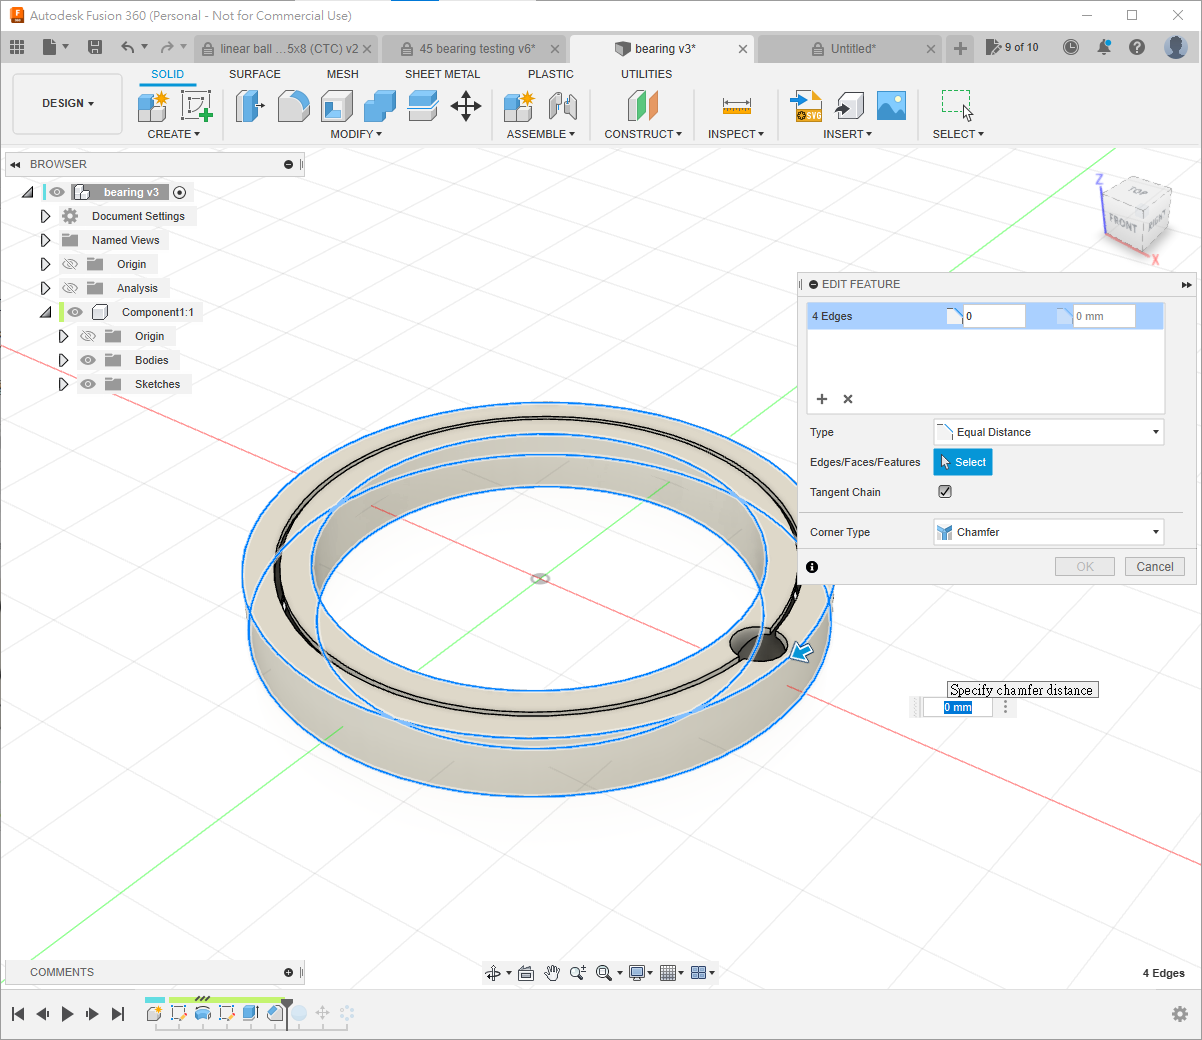 Autodesk Fusion 360 (Personal - Not for Commercial Use)
linear ball ...5x8 (CTC) v2
45 bearing testing v6*
bearing v3*
Untitled*
9 of 10
DESIGN
SOLID
SURFACE
MESH
SHEET METAL
PLASTIC
UTILITIES
CREATE
MODIFY
ASSEMBLE
CONSTRUCT
INSPECT
SVG
INSERT
SELECT
BROWSER
bearing v3
Document Settings
Named Views
Origin
Analysis
Component1:1
Origin
Bodies
Sketches
Z
TOP
FRONT
RIGHT
X
EDIT FEATURE
4 Edges
0
0 mm
Type
Equal Distance
Edges/Faces/Features
Select
Tangent Chain
Corner Type
Chamfer
OK
Cancel
Specify chamfer distance
0 mm
COMMENTS
4 Edges